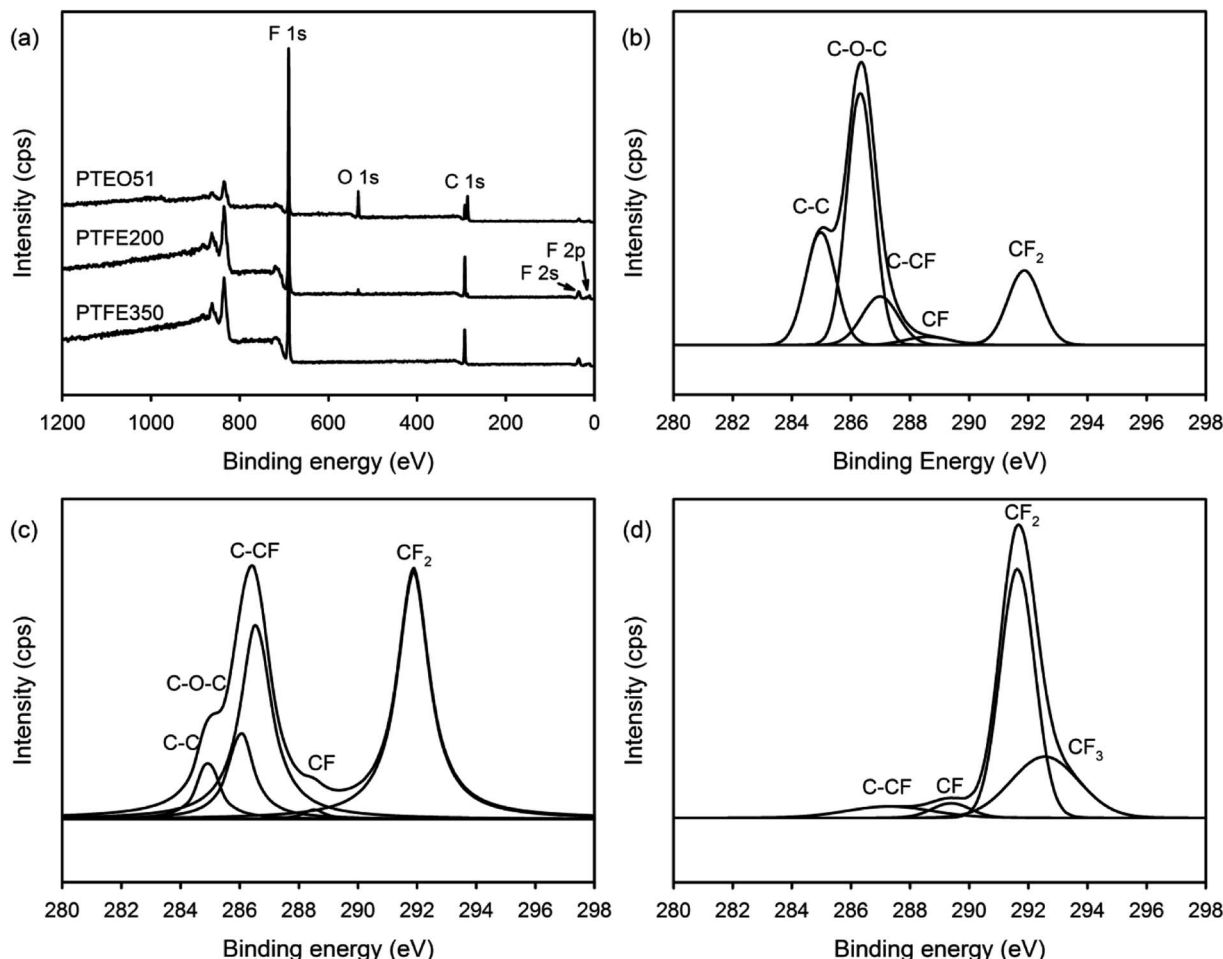 (a)
F 1s
PTEO51
O 1s
C 1s
PTFE200
F 2p
F 2s
PTFE350
Intensity (cps)
1200 1000 800 600 400 200 0
Binding energy (eV)
(b)
C-O-C
C-C
C-CF
CF
CF2
Intensity (cps)
280 282 284 286 288 290 292 294 296 298
Binding Energy (eV)
(c)
C-CF
CF2
C-O-C
C-C
CF
Intensity (cps)
280 282 284 286 288 290 292 294 296 298
Binding energy (eV)
(d)
CF2
CF3
C-CF
CF
Intensity (cps)
280 282 284 286 288 290 292 294 296 298
Binding energy (eV)